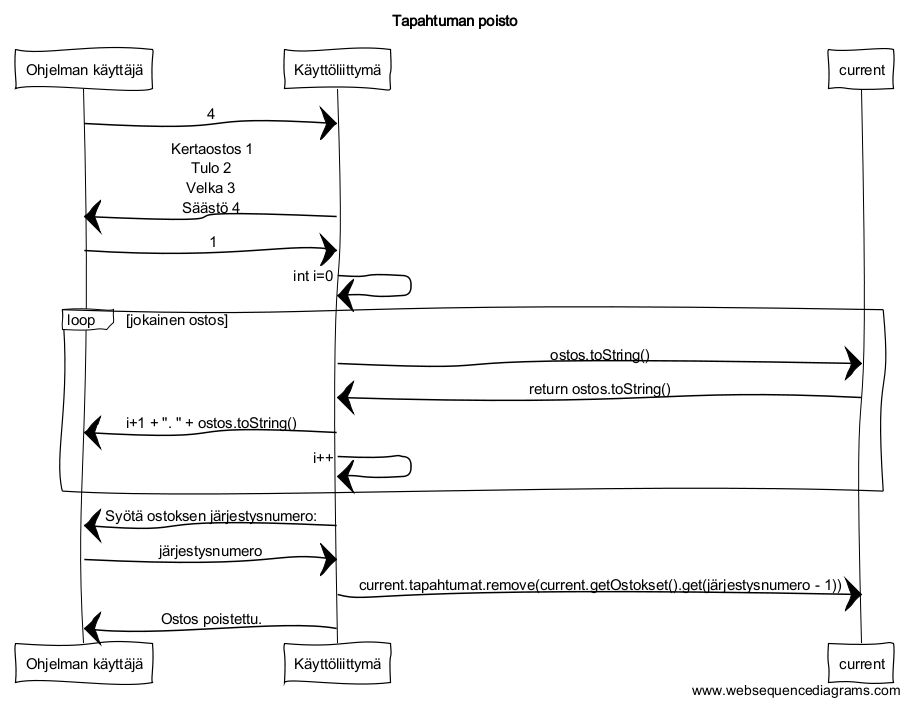 Tapahtuman poisto
Ohjelman käyttäjä
Käyttöliittymä
current
4
Kertaostos 1
Tulo 2
Velka 3
Säästö 4
1
int i=0
loop
[jokainen ostos]
ostos.toString()
return ostos.toString()
i+1 + ". " + ostos.toString()
i++
Syötä ostoksen järjestysnumero:
järjestysnumero
current.tapahtumat.remove(current.getOstokset().get(järjestysnumero - 1))
Ostos poistettu.
Ohjelman käyttäjä
Käyttöliittymä
current
www.websequencediagrams.com